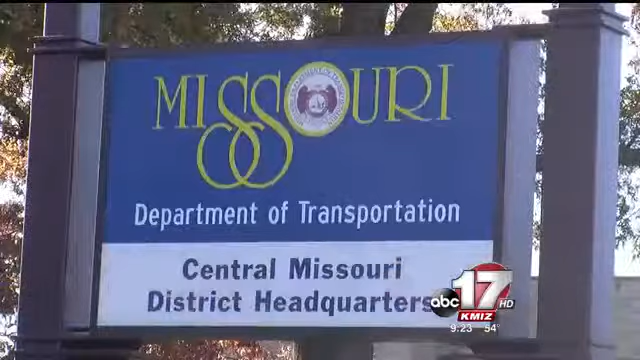 MISSOURI
Department of Transportation
Central Missouri
District Headquarters
abc 17 HD
KMIZ
9:23 54°